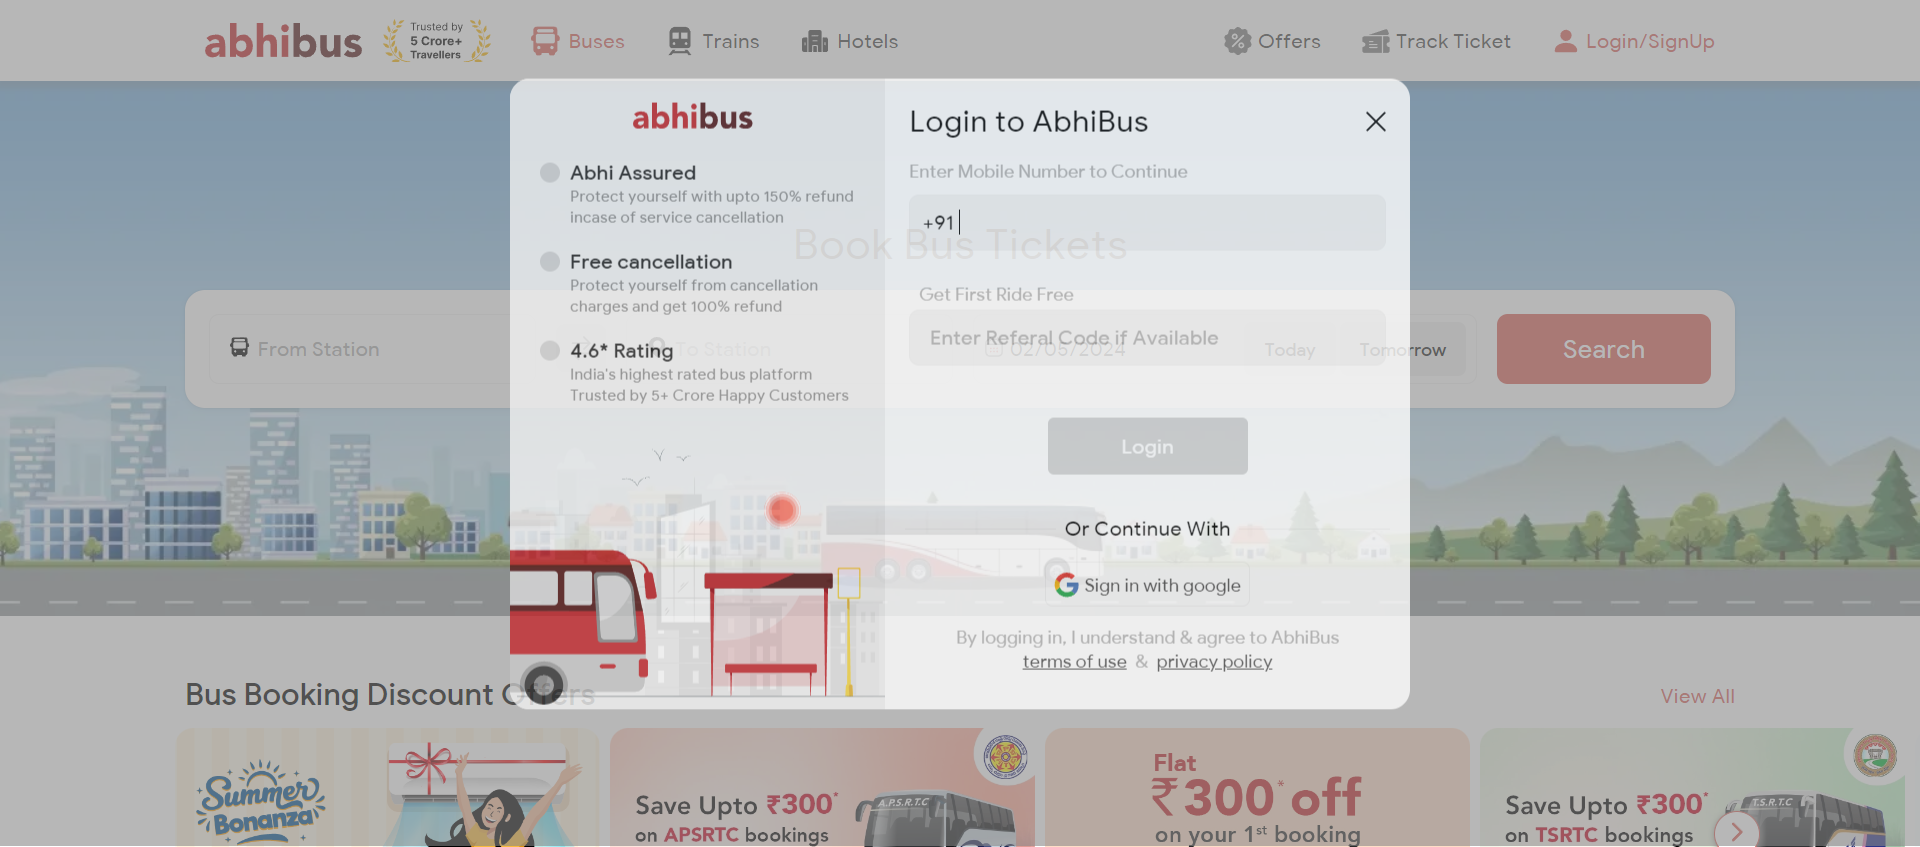 abhibus
Trusted by
5 Crore+
Travellers
Buses
Trains
Hotels
Offers
Track Ticket
Login/SignUp
abhibus
Abhi Assured
Protect yourself with upto 150% refund
incase of service cancellation
Free cancellation
Protect yourself from cancellation
charges and get 100% refund
4.6* Rating
India's highest rated bus platform
Trusted by 5+ Crore Happy Customers
Login to AbhiBus
Enter Mobile Number to Continue
+91
Get First Ride Free
Enter Referal Code if Available
Login
Or Continue With
Sign in with google
By logging in, I understand & agree to AbhiBus
terms of use & privacy policy
Book Bus Tickets
From Station
To Station
02/05/2024
Today
Tomorrow
Search
Bus Booking Discount Offers
View All
Summer
Bonanza
Save Upto ₹300*
on APSRTC bookings
A.P.S.R.T.C
Flat
₹300* off
on your 1st booking
Save Upto ₹300*
on TSRTC bookings
T.S.R.T.C